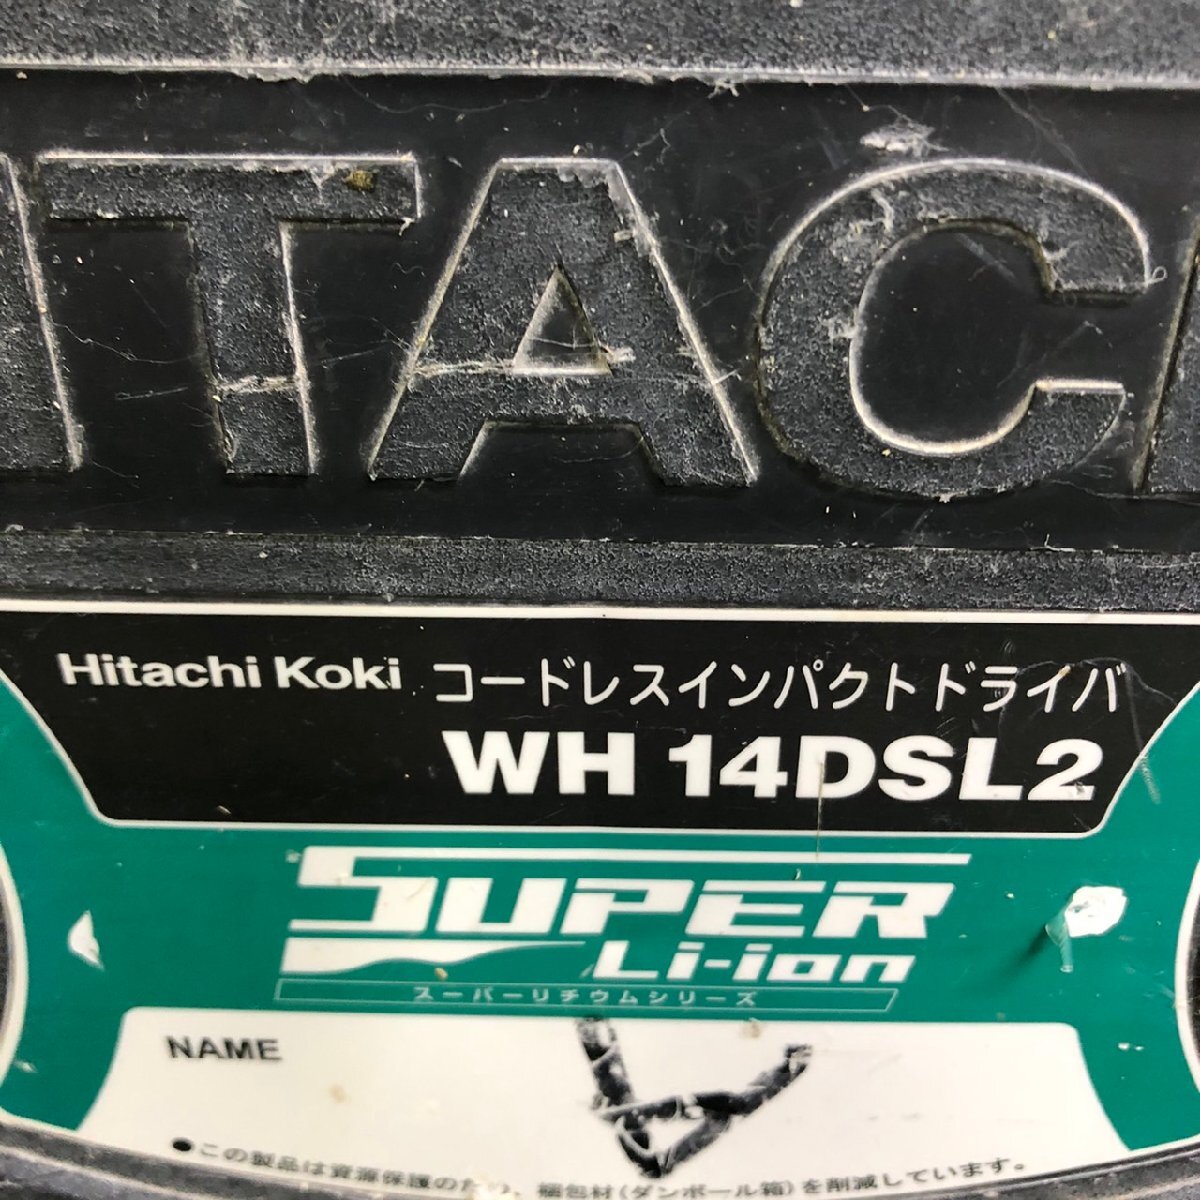 ITACI
Hitachi Koki コードレスインパクトドライバ
WH 14DSL2
SUPER
Li-ion
スーパーリチウムシリーズ
NAME
●この製品は資源保護のため、梱包材(ダンボール箱)を削減しています。